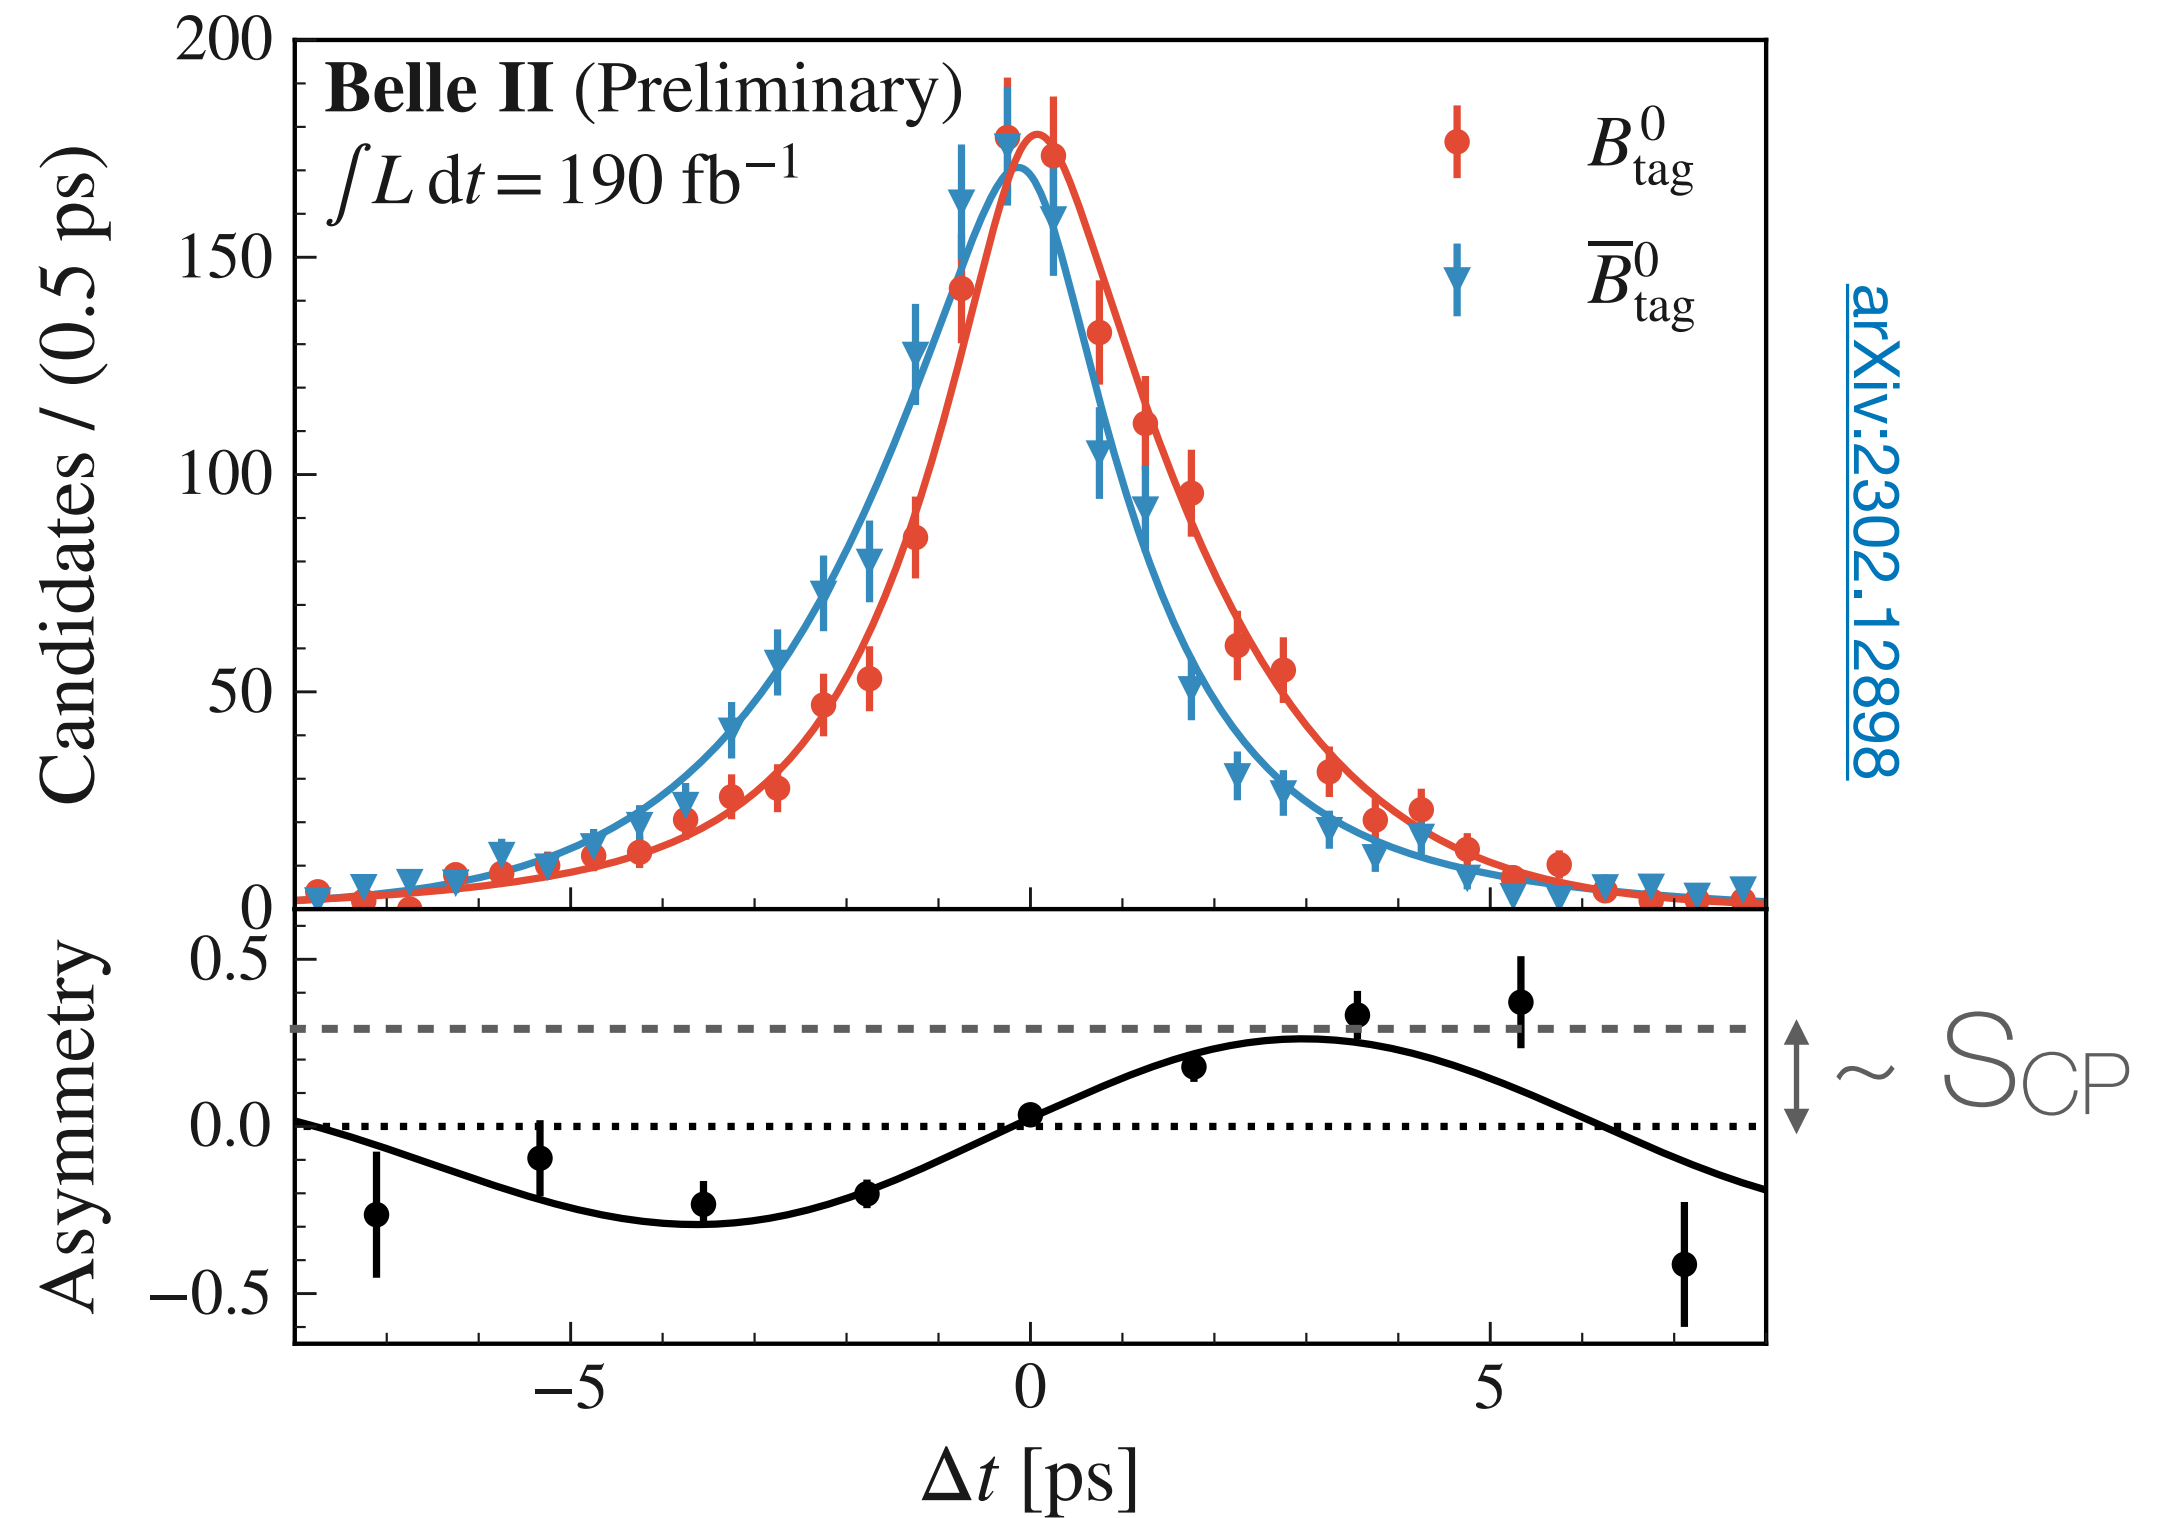 Candidates / (0.5 ps)
200
150
100
50
0
Belle II (Preliminary)
∫L dt = 190 fb⁻¹
B⁰tag
B̅⁰tag
arXiv:2302.12898
Asymmetry
0.5
0.0
−0.5
~ SCP
−5
0
5
Δt [ps]